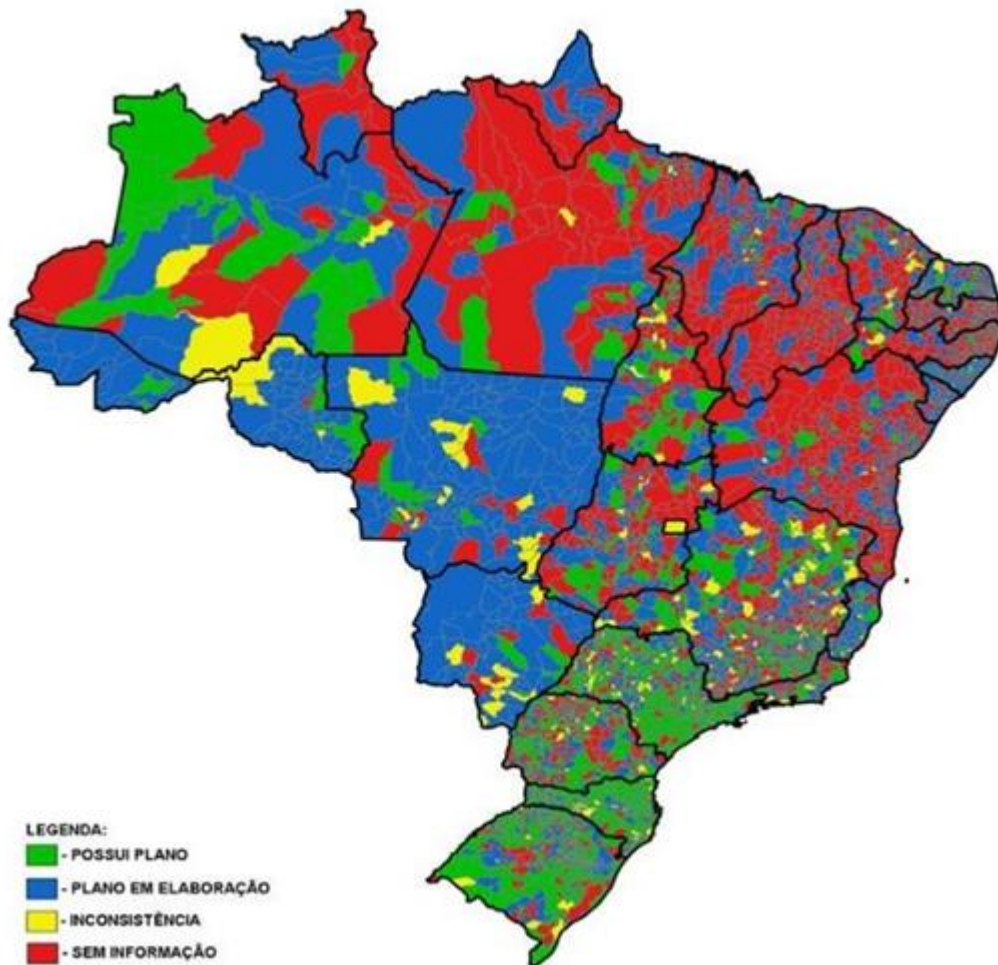 LEGENDA:
- POSSUI PLANO
- PLANO EM ELABORAÇÃO
- INCONSISTÊNCIA
- SEM INFORMAÇÃO